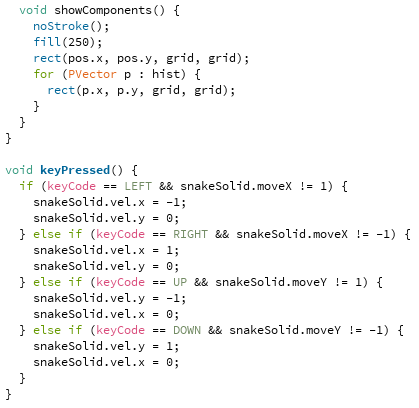 void showComponents() {
noStroke();
fill(250);
rect(pos.x, pos.y, grid, grid);
for (PVector p : hist) {
rect(p.x, p.y, grid, grid);
}
}
}
void keyPressed() {
if (keyCode == LEFT && snakeSolid.moveX != 1) {
snakeSolid.vel.x = -1;
snakeSolid.vel.y = 0;
} else if (keyCode == RIGHT && snakeSolid.moveX != -1) {
snakeSolid.vel.x = 1;
snakeSolid.vel.y = 0;
} else if (keyCode == UP && snakeSolid.moveY != 1) {
snakeSolid.vel.y = -1;
snakeSolid.vel.x = 0;
} else if (keyCode == DOWN && snakeSolid.moveY != -1) {
snakeSolid.vel.y = 1;
snakeSolid.vel.x = 0;
}
}